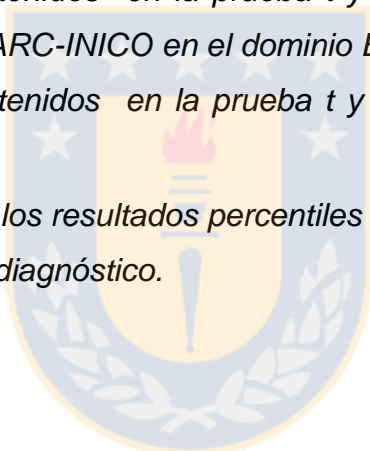 tenidos en la prueba t y
ARC-INICO en el dominio
tenidos en la prueba t y
los resultados percentiles
diagnóstico.